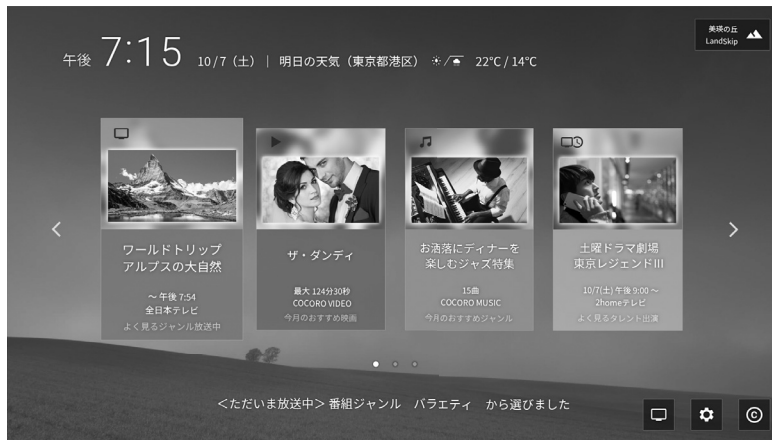 午後 7:15 10/7（土）｜ 明日の天気（東京都港区） 22℃ / 14℃
美瑛の丘
LandSkip
ワールドトリップ
アルプスの大自然
～ 午後 7:54
全日本テレビ
よく見るジャンル放送中
ザ・ダンディ
最大 124分30秒
COCORO VIDEO
今月のおすすめ映画
お洒落にディナーを
楽しむジャズ特集
15曲
COCORO MUSIC
今月のおすすめジャンル
土曜ドラマ劇場
東京レジェンドIII
10/7(土) 午後 9:00 ～
2homeテレビ
よく見るタレント出演
＜ただいま放送中＞番組ジャンル　バラエティ　から選びました